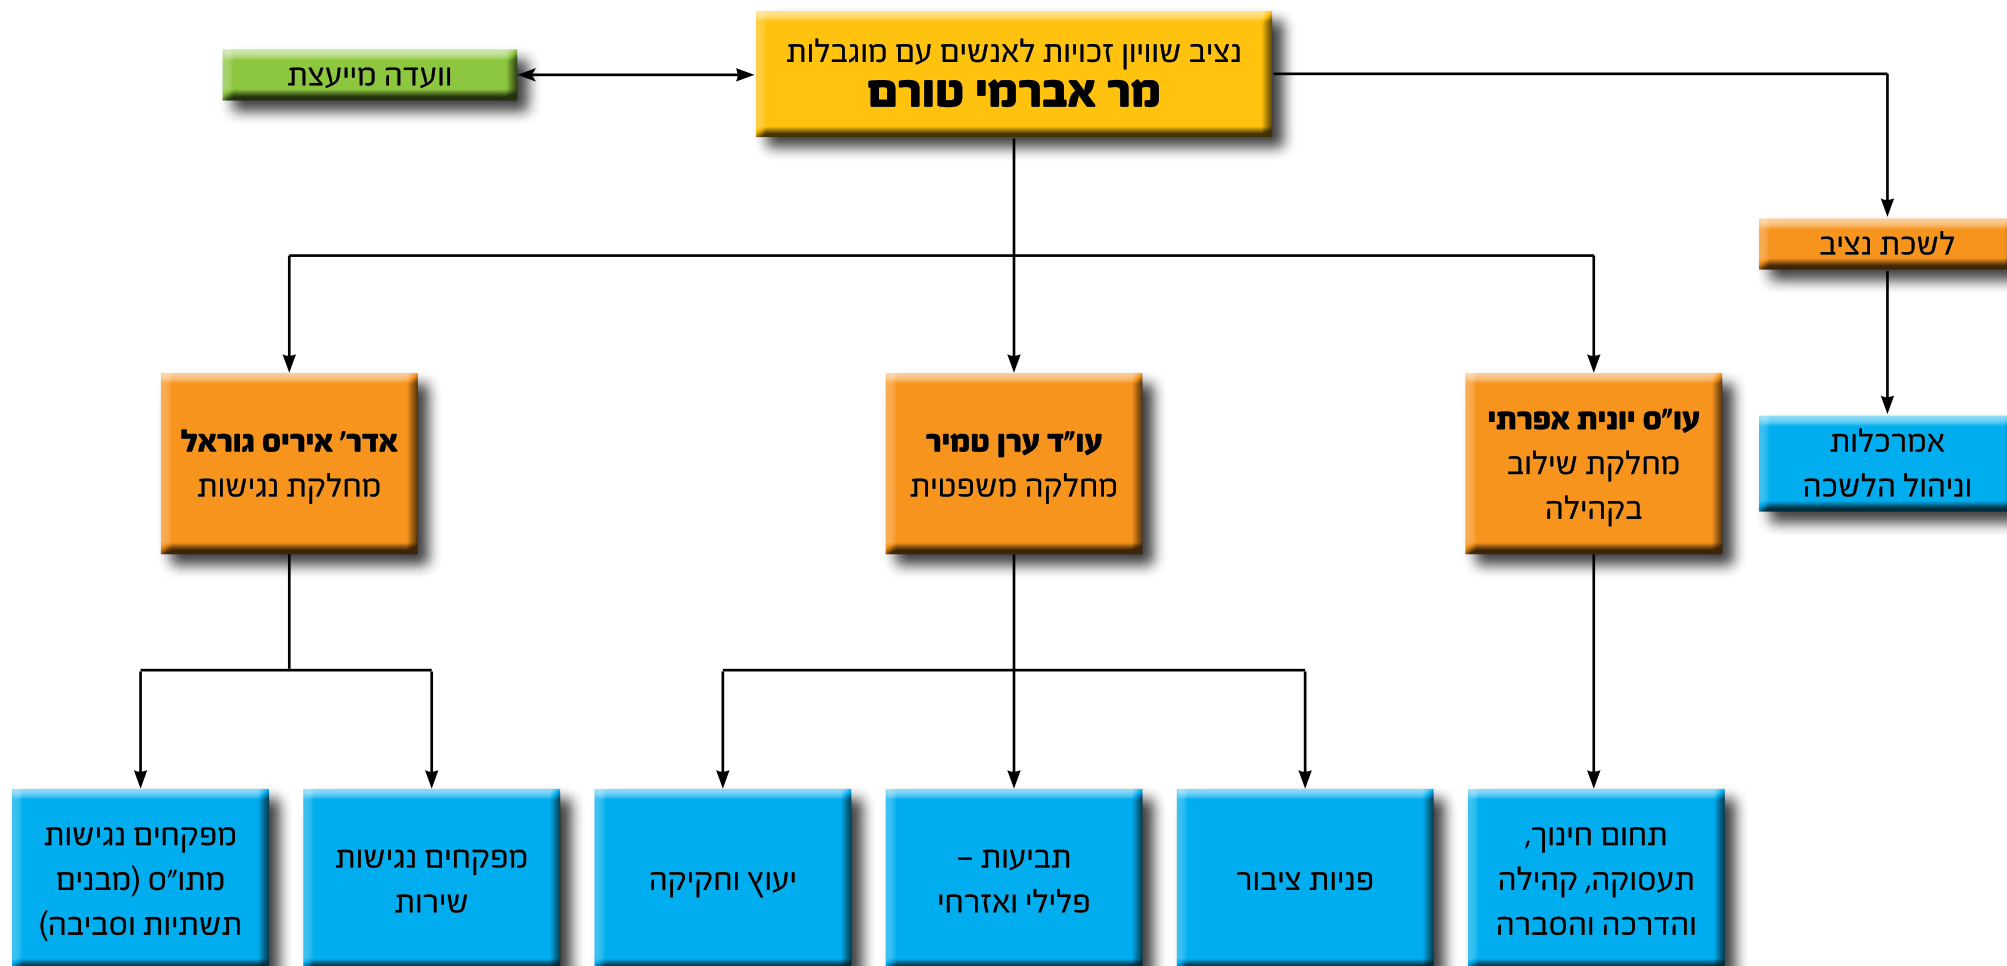 נציב שוויון זכויות לאנשים עם מוגבלות
מר אברמי טורם
וועדה מייעצת
לשכת נציב
אמרכלות
וניהול הלשכה
עו"ס יונית אפרתי
מחלקת שילוב
בקהילה
עו"ד ערן טמיר
מחלקה משפטית
אדר' איריס גוראל
מחלקת נגישות
תחום חינוך,
תעסוקה, קהילה
והדרכה והסברה
פניות ציבור
תביעות –
פלילי ואזרחי
יעוץ וחקיקה
מפקחים נגישות
שירות
מפקחים נגישות
מתו"ס (מבנים
תשתיות וסביבה)